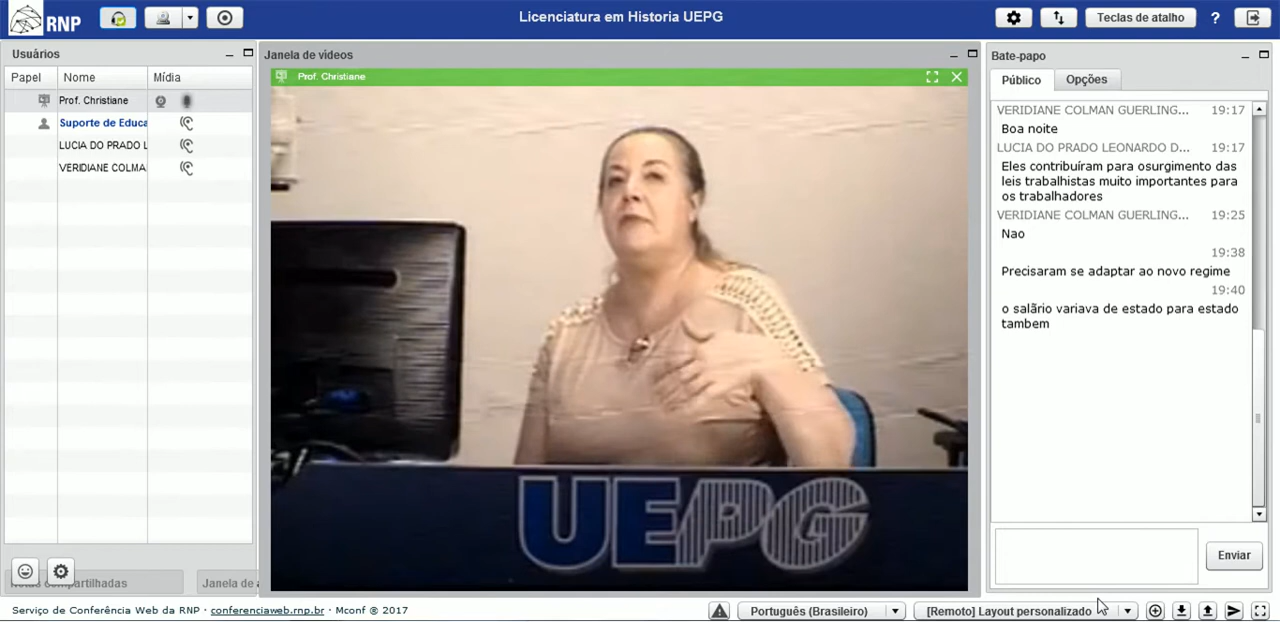 RNP
Licenciatura em Historia UEPG
Teclas de atalho
?
Usuários
Papel Nome Mídia
Prof. Christiane
Suporte de Educa
LUCIA DO PRADO L
VERIDIANE COLMA
Janela de vídeos
Prof. Christiane
UEPG
Bate-papo
Público Opções
VERIDIANE COLMAN GUERLING... 19:17
Boa noite
LUCIA DO PRADO LEONARDO D... 19:17
Eles contribuíram para osurgimento das
leis trabalhistas muito importantes para
os trabalhadores
VERIDIANE COLMAN GUERLING... 19:25
Nao
19:38
Precisaram se adaptar ao novo regime
19:40
o salãrio variava de estado para estado
tambem
Enviar
compartilhadas
Janela de
Serviço de Conferência Web da RNP · conferenciaweb.rnp.br · Mconf © 2017
Português (Brasileiro)
[Remoto] Layout personalizado